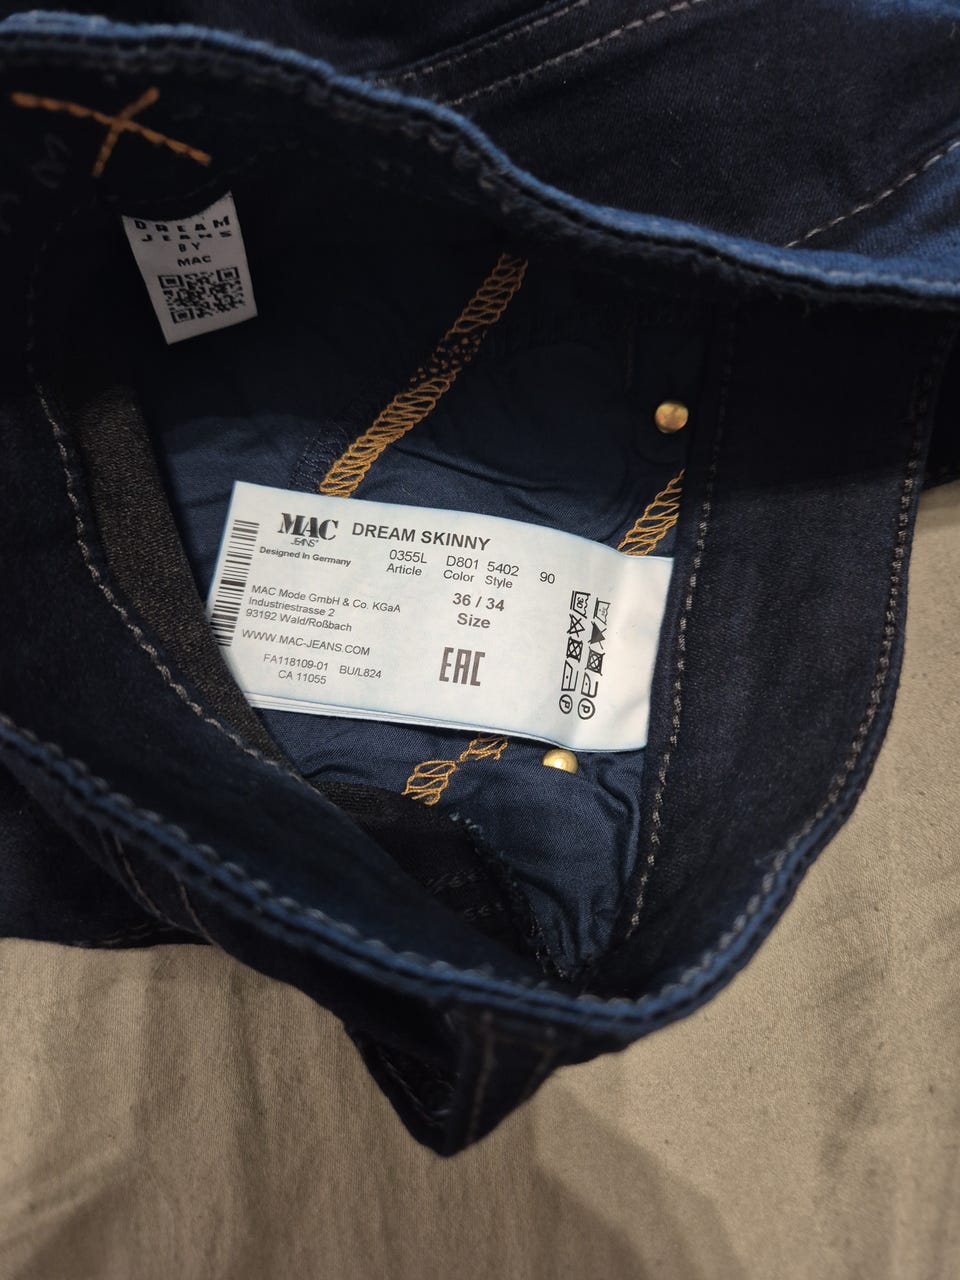 DREAM
JEANS
BY
MAC
MAC DREAM SKINNY
JEANS
Designed In Germany
0355L D801 5402 90
Article Color Style
MAC Mode GmbH & Co. KGaA
Industriestrasse 2
93192 Wald/Roßbach
36 / 34
Size
WWW.MAC-JEANS.COM
FA118109-01 BU/L824
CA 11055
EAC